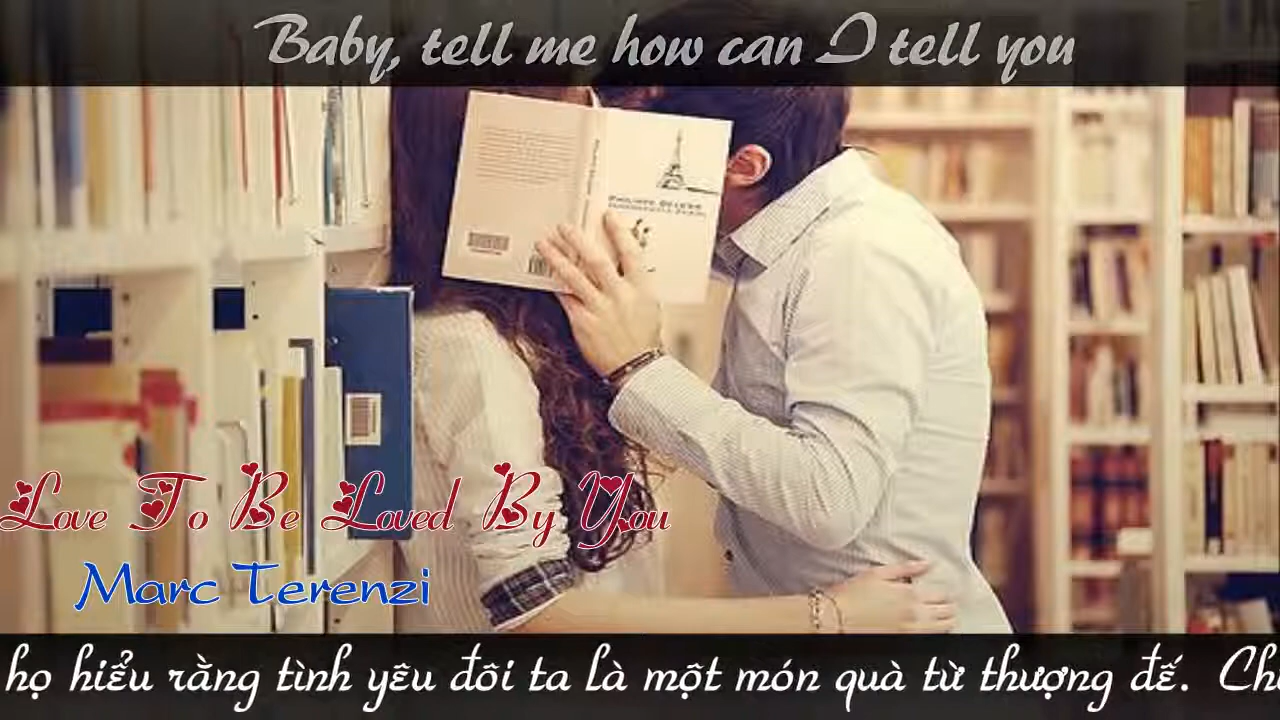 Baby, tell me how can I tell you
Love To Be Loved By You
Marc Terenzi
họ hiểu rằng tình yêu đôi ta là một món quà từ thượng đế.